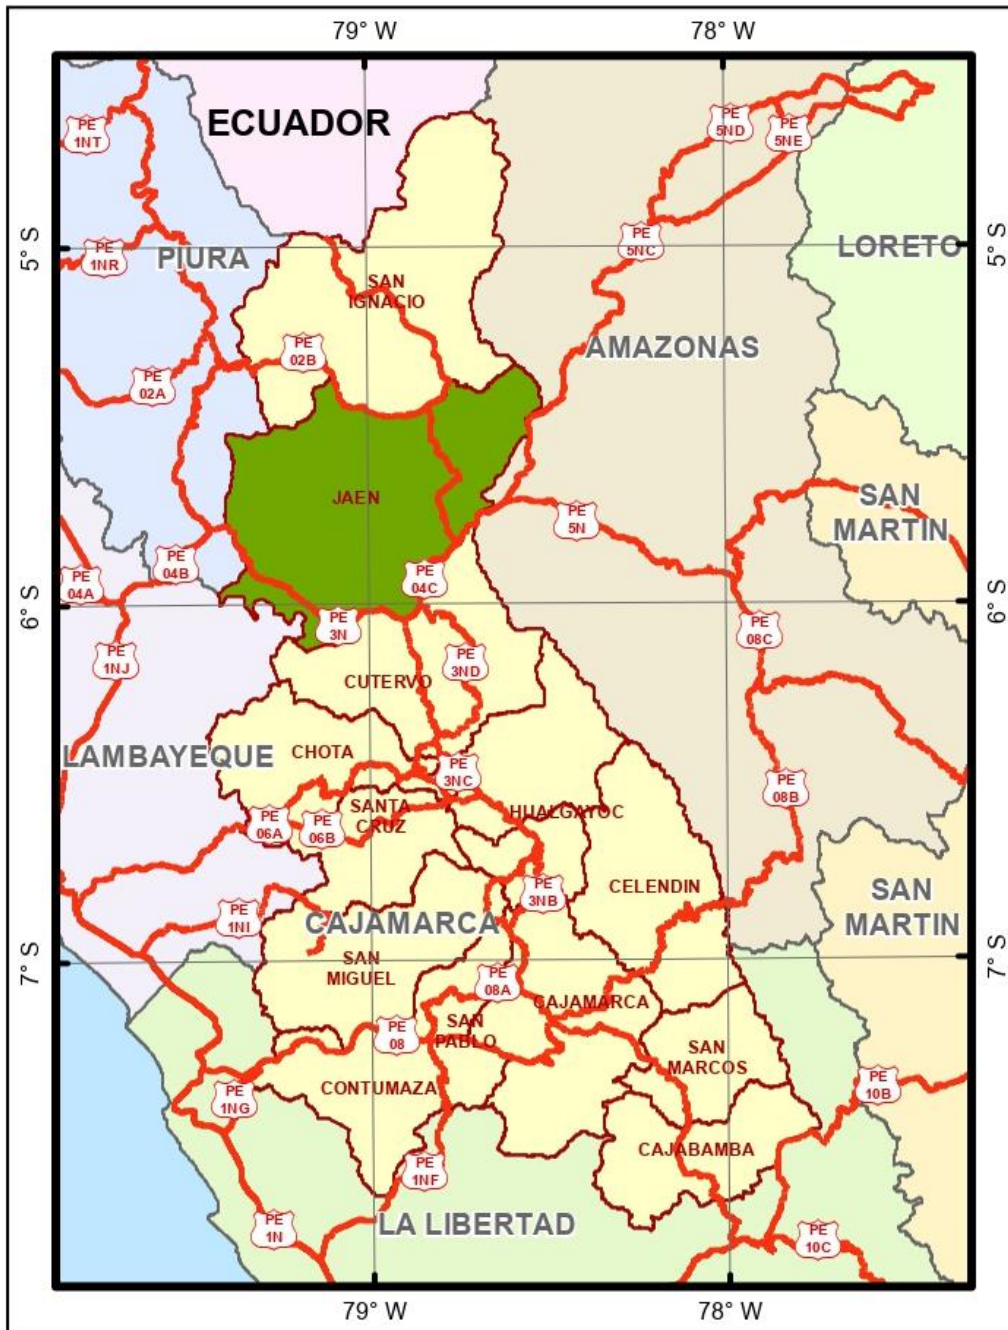 79° W
78° W
ECUADOR
PE
1NT
PE
5ND
PE
5NE
PE
5NC
5° S
5° S
PE
1NR
PIURA
LORETO
SAN
IGNACIO
PE
02B
AMAZONAS
PE
02A
JAEN
SAN
MARTIN
PE
5N
PE
04B
PE
04A
PE
04C
6° S
6° S
PE
3N
PE
08C
PE
1NJ
PE
3ND
CUTERVO
LAMBAYEQUE
CHOTA
PE
3NC
PE
08B
SANTA
CRUZ
HUALGAYOC
PE
06A
PE
06B
CELENDIN
PE
3NB
SAN
MARTIN
PE
1NI
CAJAMARCA
7° S
7° S
SAN
MIGUEL
PE
08A
CAJAMARCA
SAN
PABLO
PE
08
SAN
MARCOS
CONTUMAZA
PE
10B
PE
1NG
CAJABAMBA
PE
1NF
LA LIBERTAD
PE
1N
PE
10C
79° W
78° W